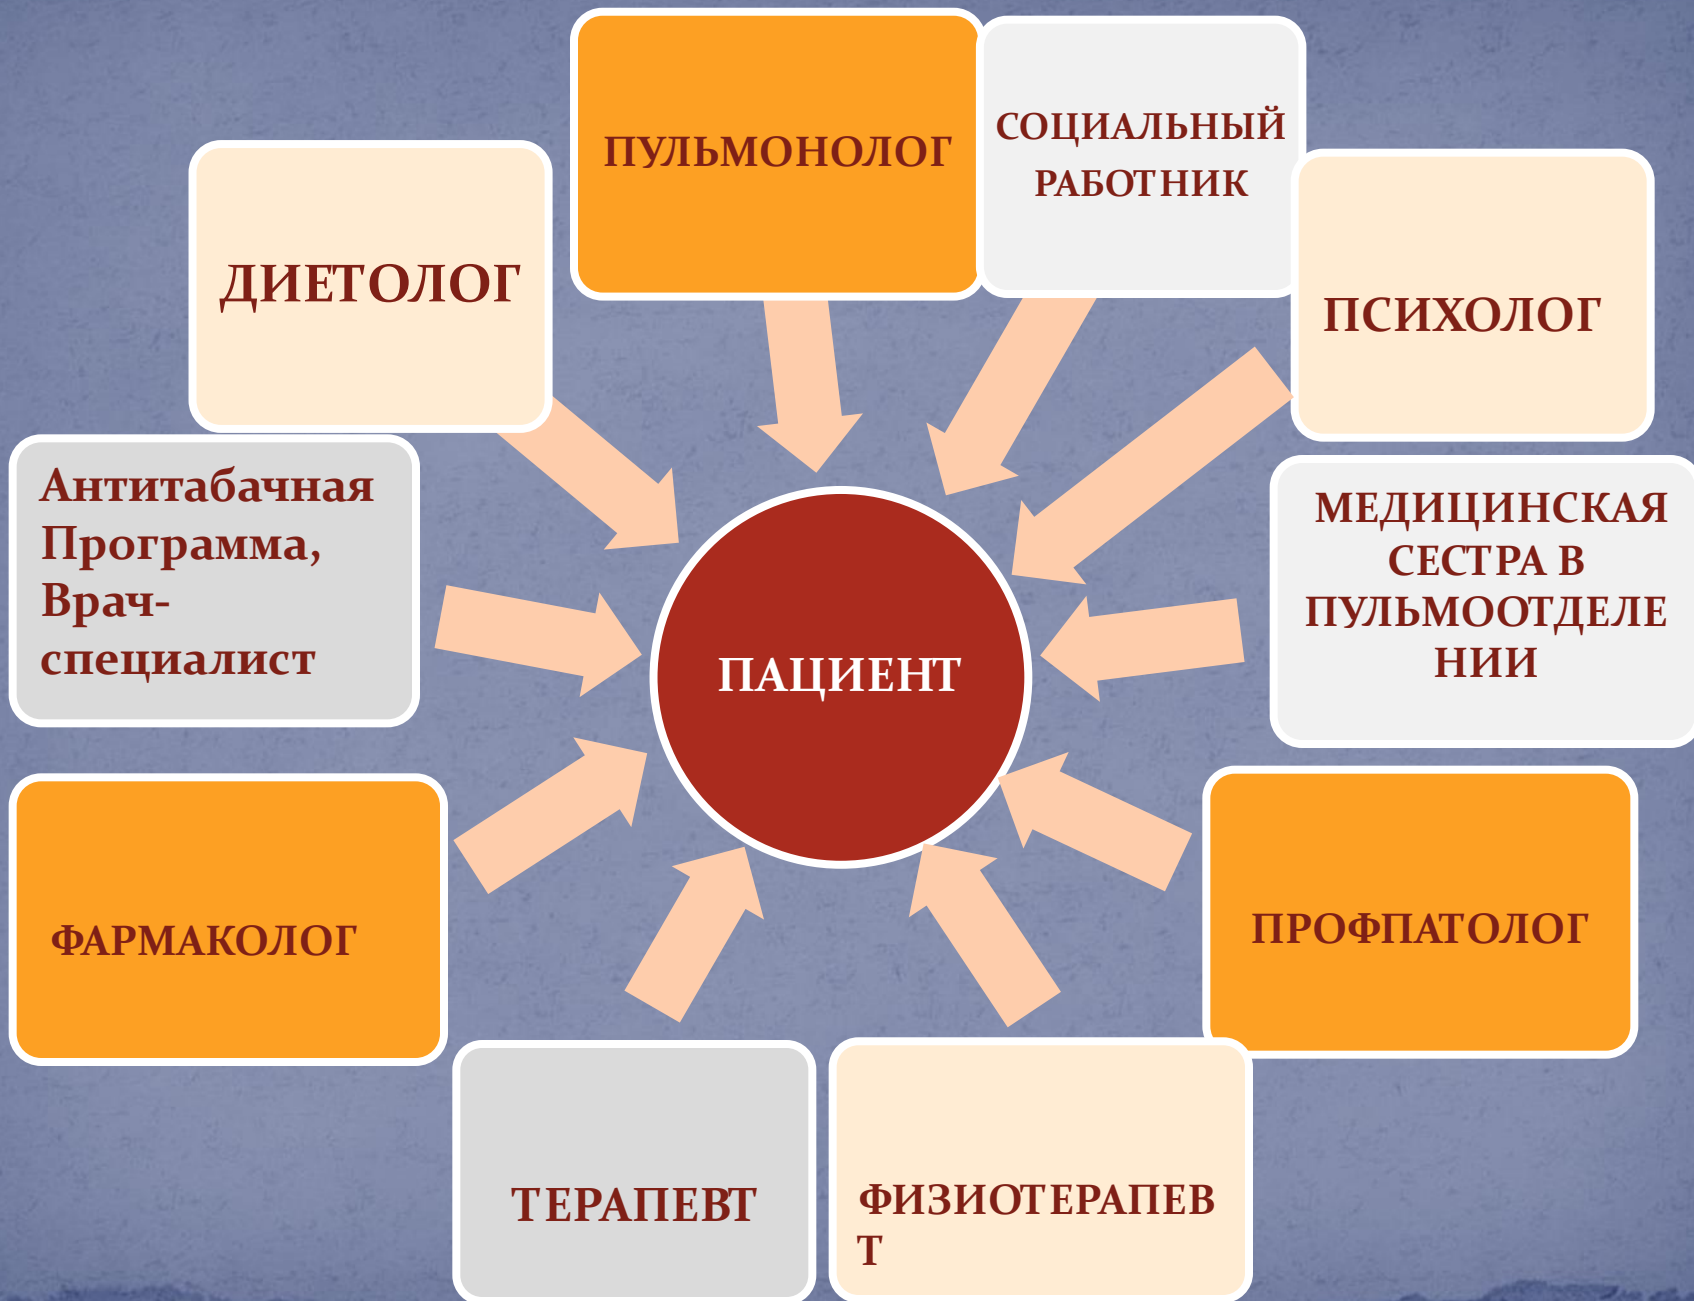 ПУЛЬМОНОЛОГ
СОЦИАЛЬНЫЙ
РАБОТНИК
ДИЕТОЛОГ
ПСИХОЛОГ
Антитабачная
Программа,
Врач-
специалист
МЕДИЦИНСКАЯ
СЕСТРА В
ПУЛЬМООТДЕЛЕ
НИИ
ПАЦИЕНТ
ФАРМАКОЛОГ
ПРОФПАТОЛОГ
ТЕРАПЕВТ
ФИЗИОТЕРАПЕВ
Т